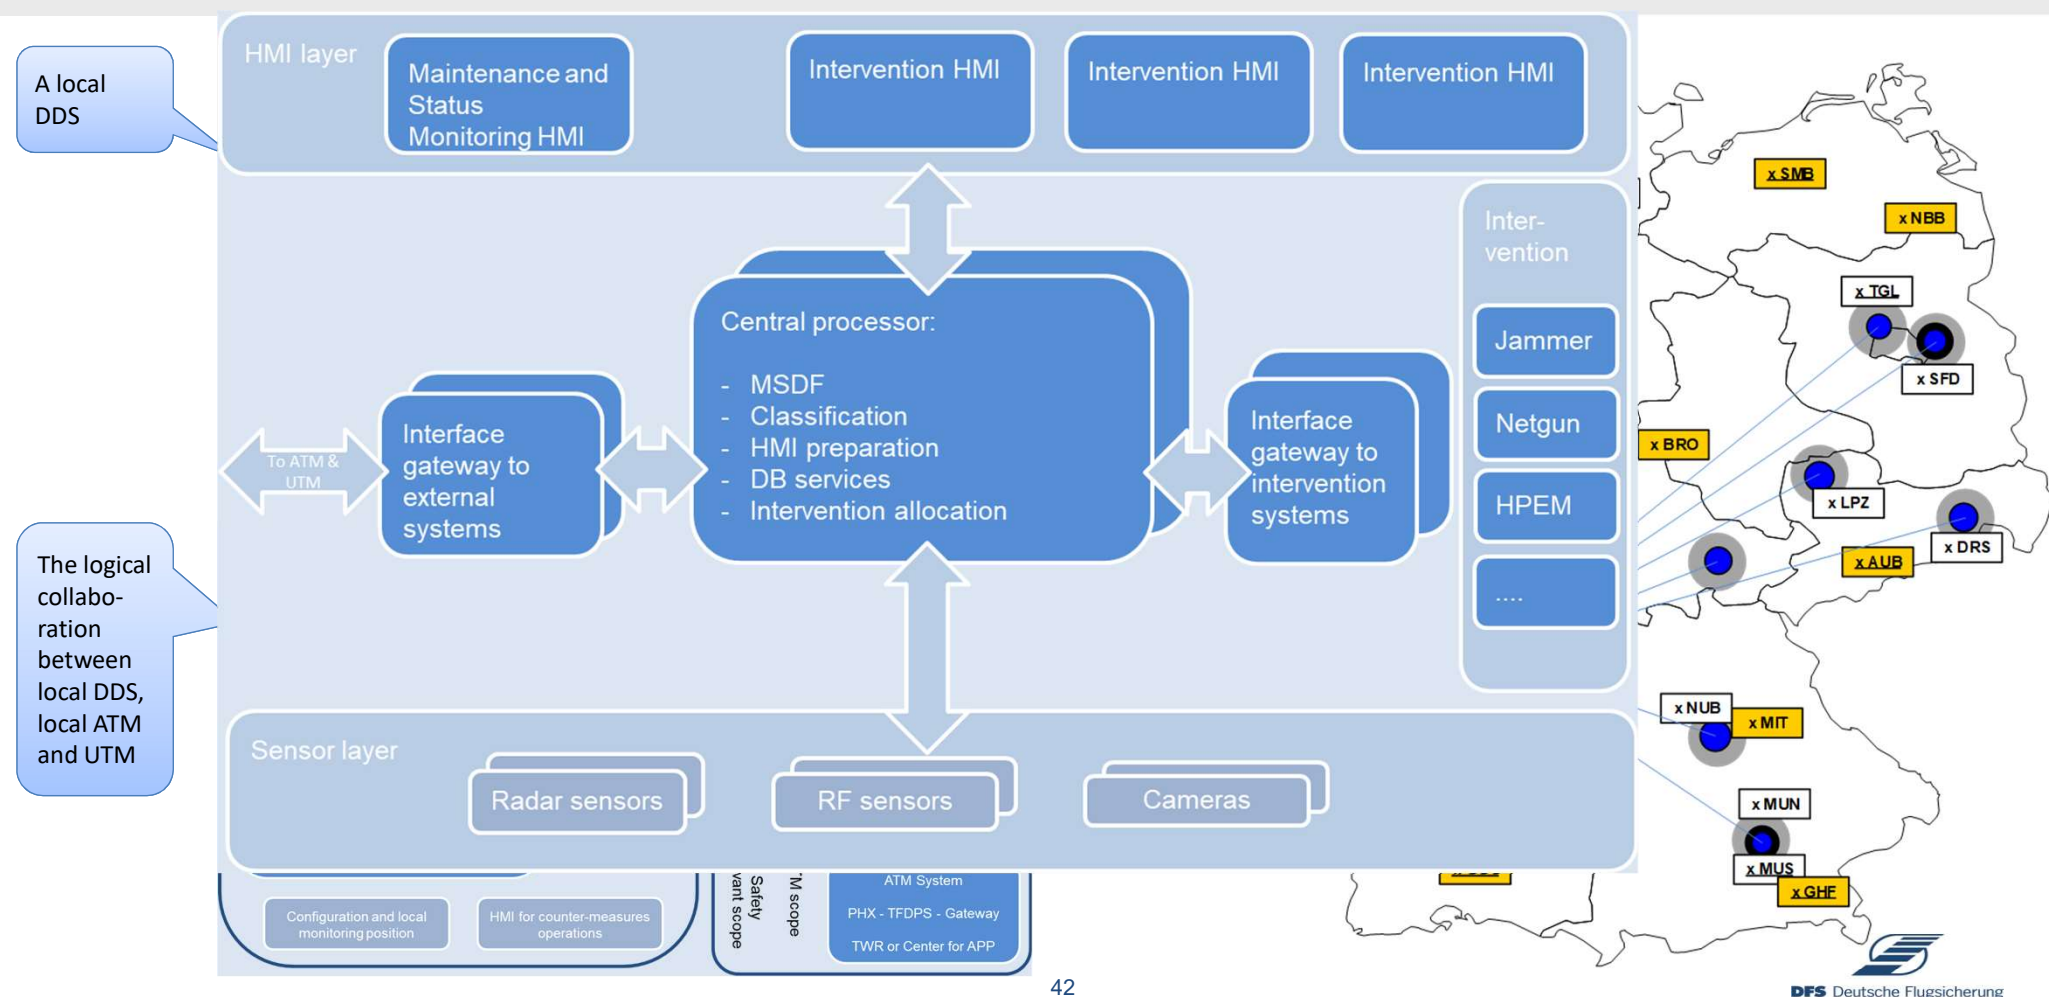 A local
DDS
HMI layer
Maintenance and
Status
Monitoring HMI
Intervention HMI
Intervention HMI
Intervention HMI
Inter-
vention
Jammer
Netgun
HPEM
....
Central processor:
- MSDF
- Classification
- HMI preparation
- DB services
- Intervention allocation
To ATM &
UTM
Interface
gateway to
external
systems
Interface
gateway to
intervention
systems
The logical
collabo-
ration
between
local DDS,
local ATM
and UTM
Sensor layer
Radar sensors
RF sensors
Cameras
Configuration and local
monitoring position
HMI for counter-measures
operations
Safety
vant scope
M scope
ATM System
PHX - TFDPS - Gateway
TWR or Center for APP
x SMB
x NBB
x TGL
x SFD
x BRO
x LPZ
x DRS
x AUB
x NUB
x MIT
x MUN
x MUS
x GHF
42
DFS Deutsche Flugsicherung